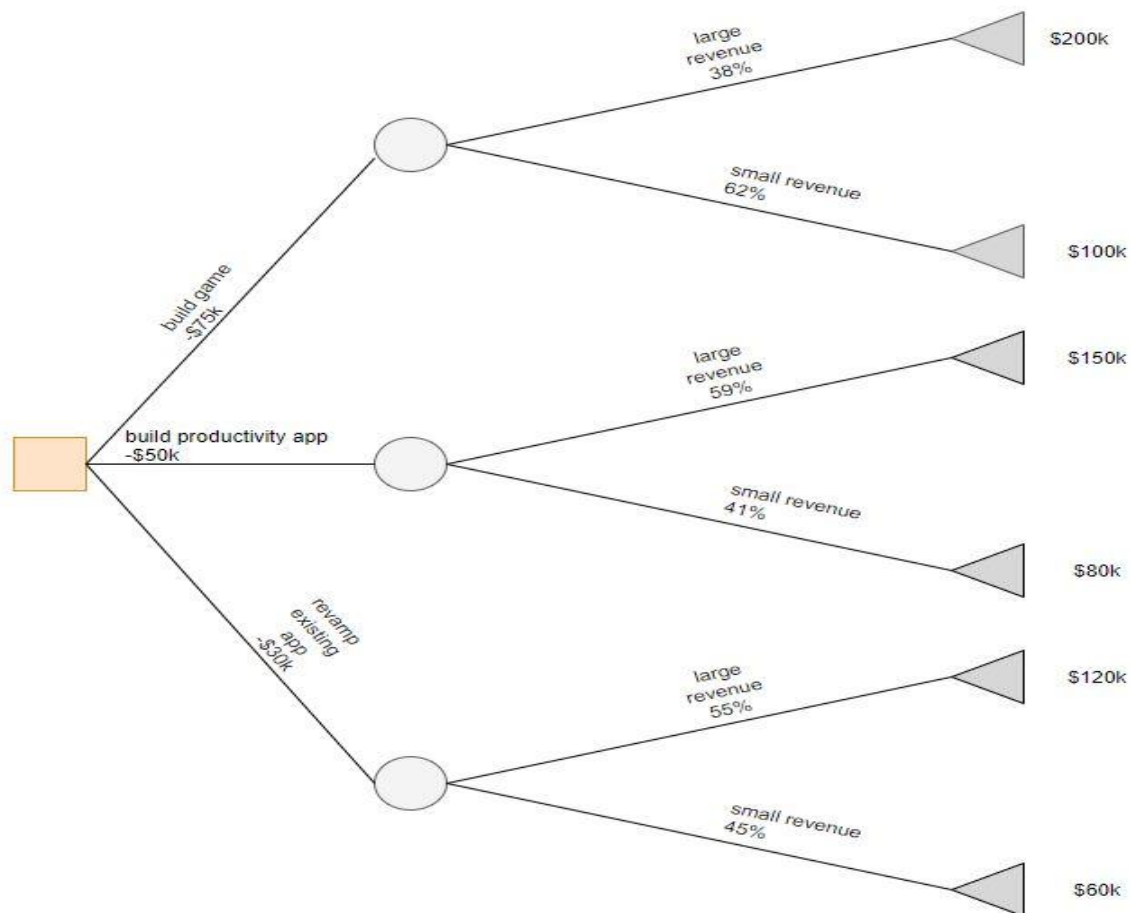 large
revenue
38%
$200k
small revenue
62%
$100k
build game
-$75k
large
revenue
59%
$150k
build productivity app
-$50k
small revenue
41%
$80k
revamp
existing
app
-$30k
large
revenue
55%
$120k
small revenue
45%
$60k